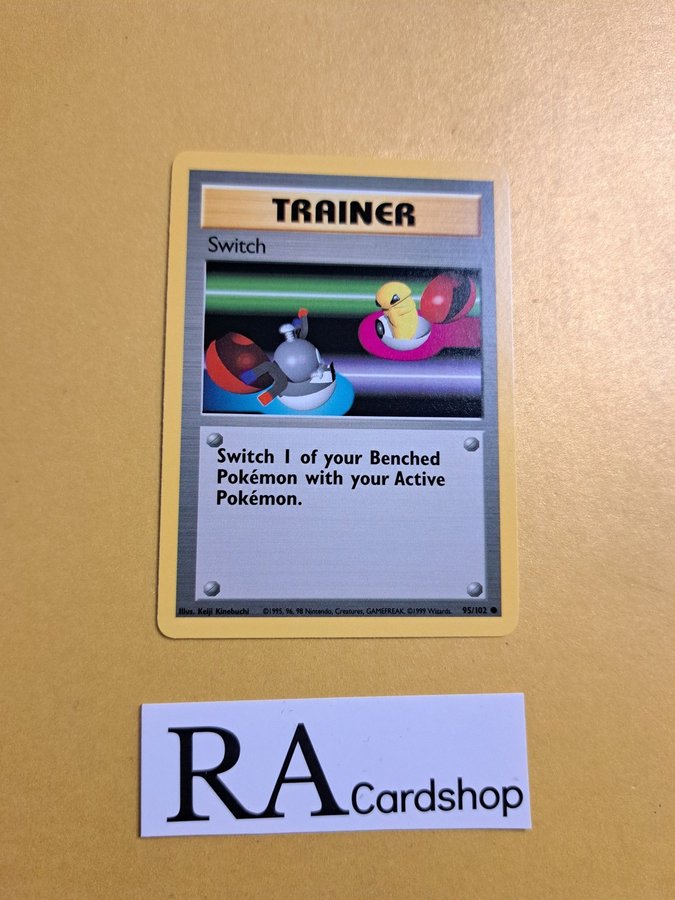 TRAINER
Switch
Switch 1 of your Benched
Pokémon with your Active
Pokémon.
Illus. Keiji Kinebuchi ©1995, 96, 98 Nintendo, Creatures, GAMEFREAK. ©1999 Wizards. 95/102
RA Cardshop